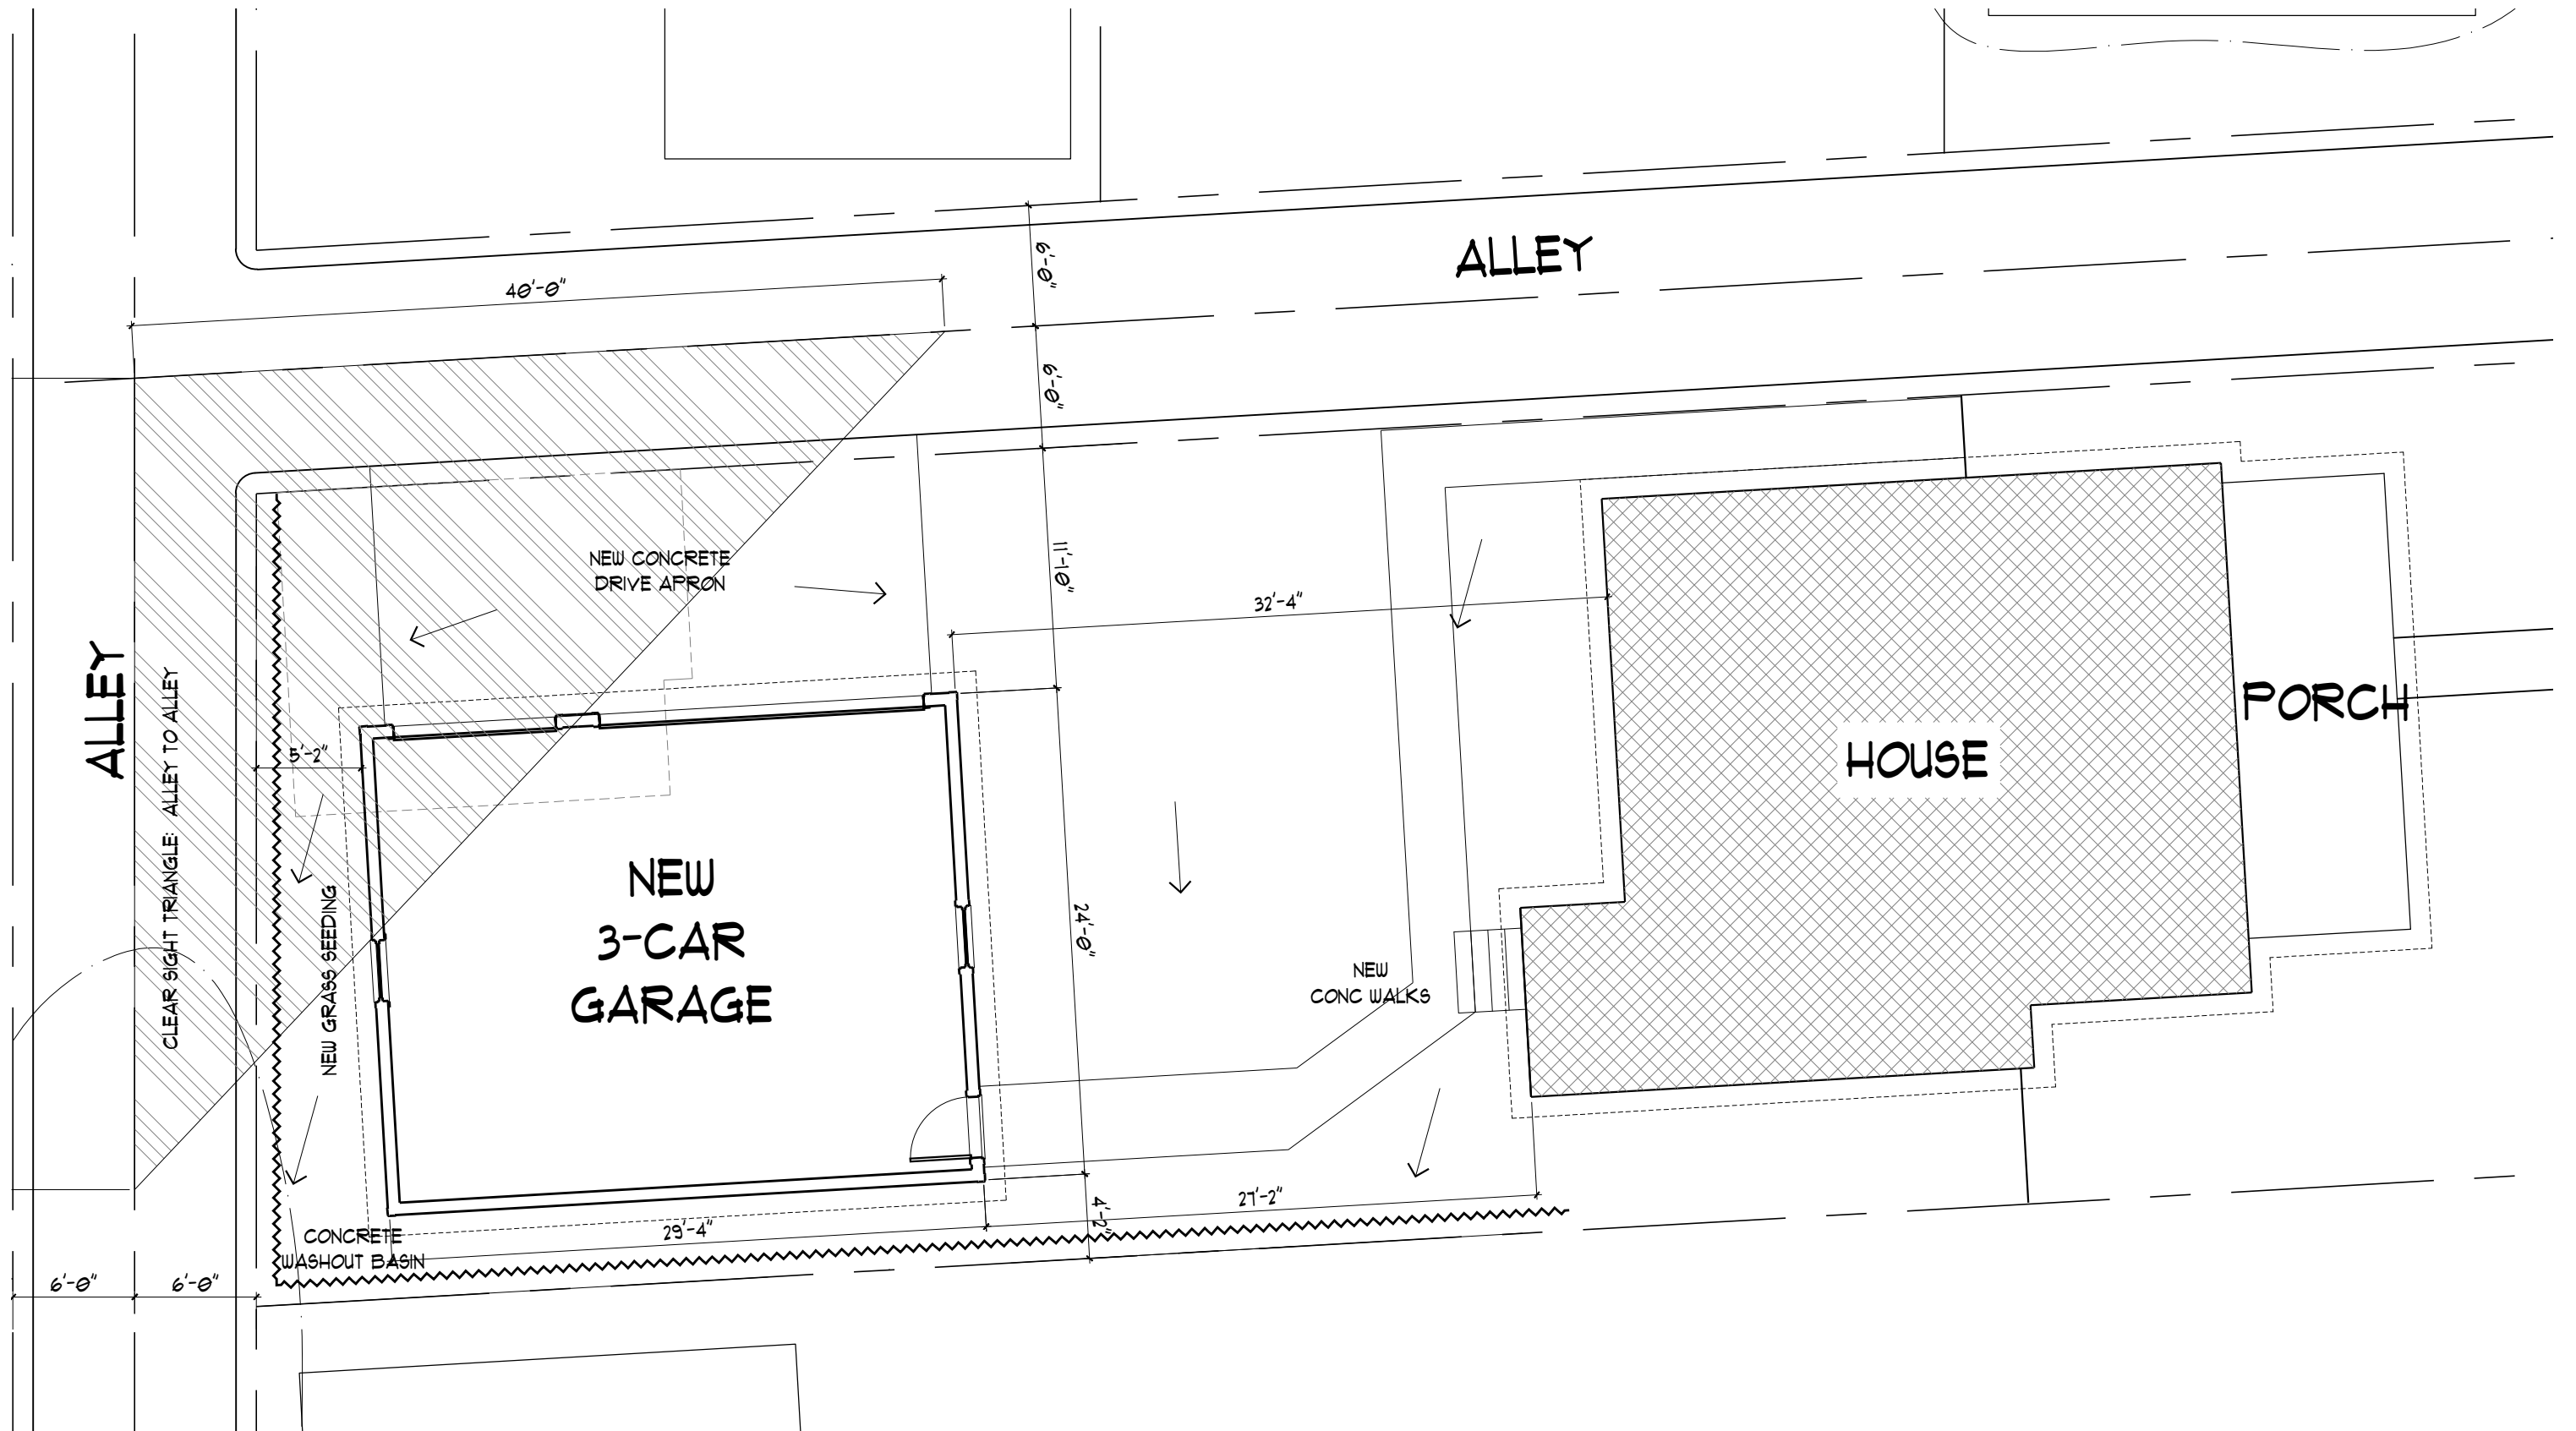 ALLEY
6'-0"
40'-0"
6'-0"
NEW CONCRETE
DRIVE APRON
11'-10"
32'-4"
ALLEY
CLEAR SIGHT TRIANGLE: ALLEY TO ALLEY
5'-2"
NEW GRASS SEEDING
NEW
3-CAR
GARAGE
24'-0"
NEW
CONC WALKS
HOUSE
PORCH
CONCRETE
WASHOUT BASIN
29'-4"
4'-2"
27'-2"
6'-0"
6'-0"